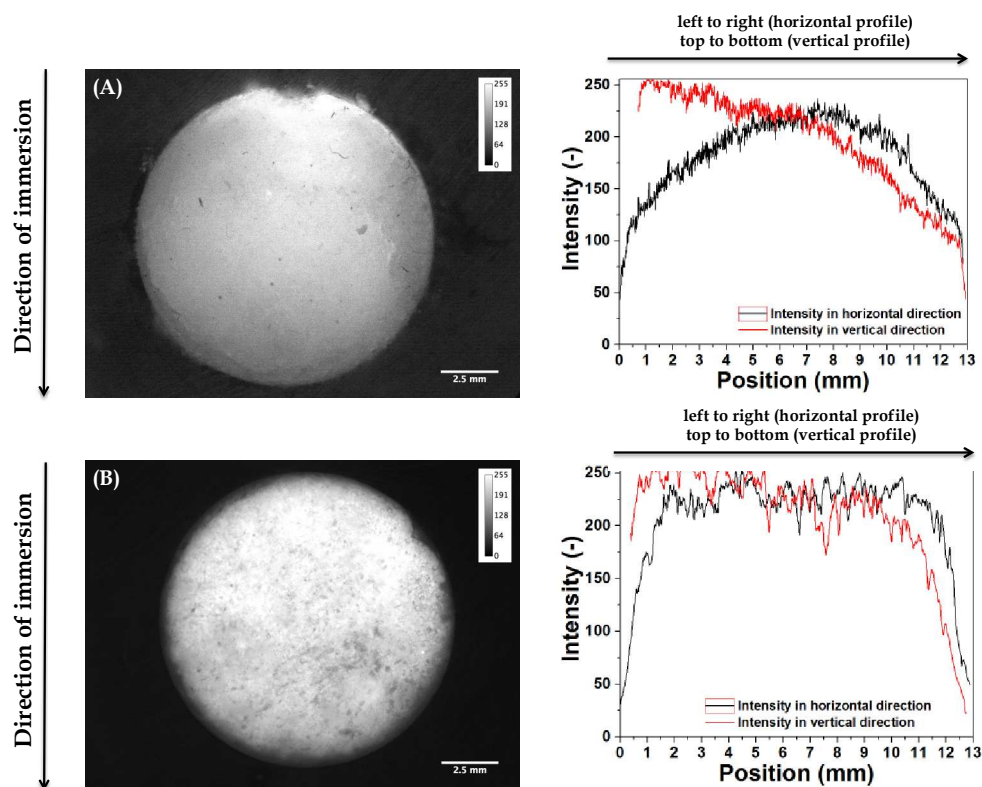 left to right (horizontal profile)
top to bottom (vertical profile)
Direction of immersion
(A)
255
191
128
64
0
2.5 mm
Intensity (-)
250
200
150
100
50
0
Intensity in horizontal direction
Intensity in vertical direction
0 1 2 3 4 5 6 7 8 9 10 11 12 13
Position (mm)
left to right (horizontal profile)
top to bottom (vertical profile)
Direction of immersion
(B)
255
191
128
64
0
2.5 mm
Intensity (-)
250
200
150
100
50
0
Intensity in horizontal direction
Intensity in vertical direction
0 1 2 3 4 5 6 7 8 9 10 11 12 13
Position (mm)